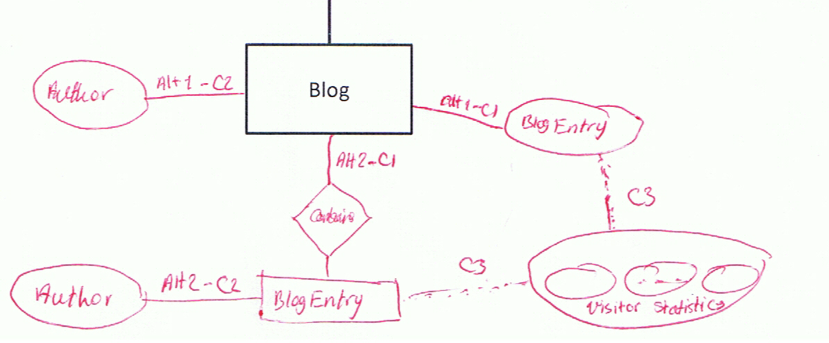 Author
Alt1-C2
Blog
Alt1-C1
Blog Entry
Alt2-C1
C3
Contains
Author
Alt2-C2
Blog Entry
C3
Visitor Statistics